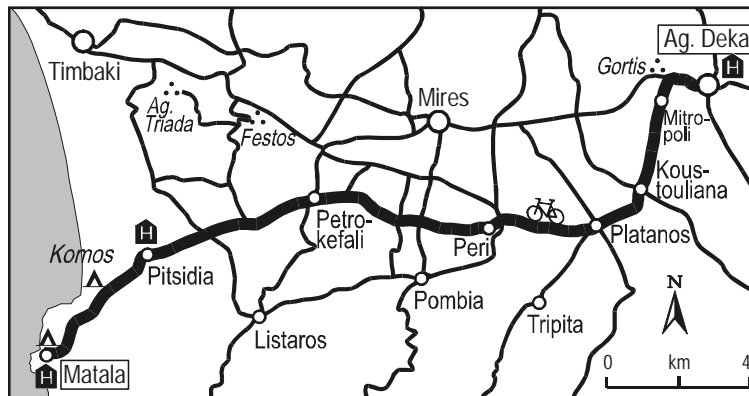 Ag. Deka
Timbaki
Gortis
Ag.
Triada
Festos
Mires
Mitro-
poli
Kous-
touliana
Petro-
kefali
Peri
Platanos
Komos
Pitsidia
Pombia
Tripita
Listaros
N
Matala
0 km 4
H
H
H